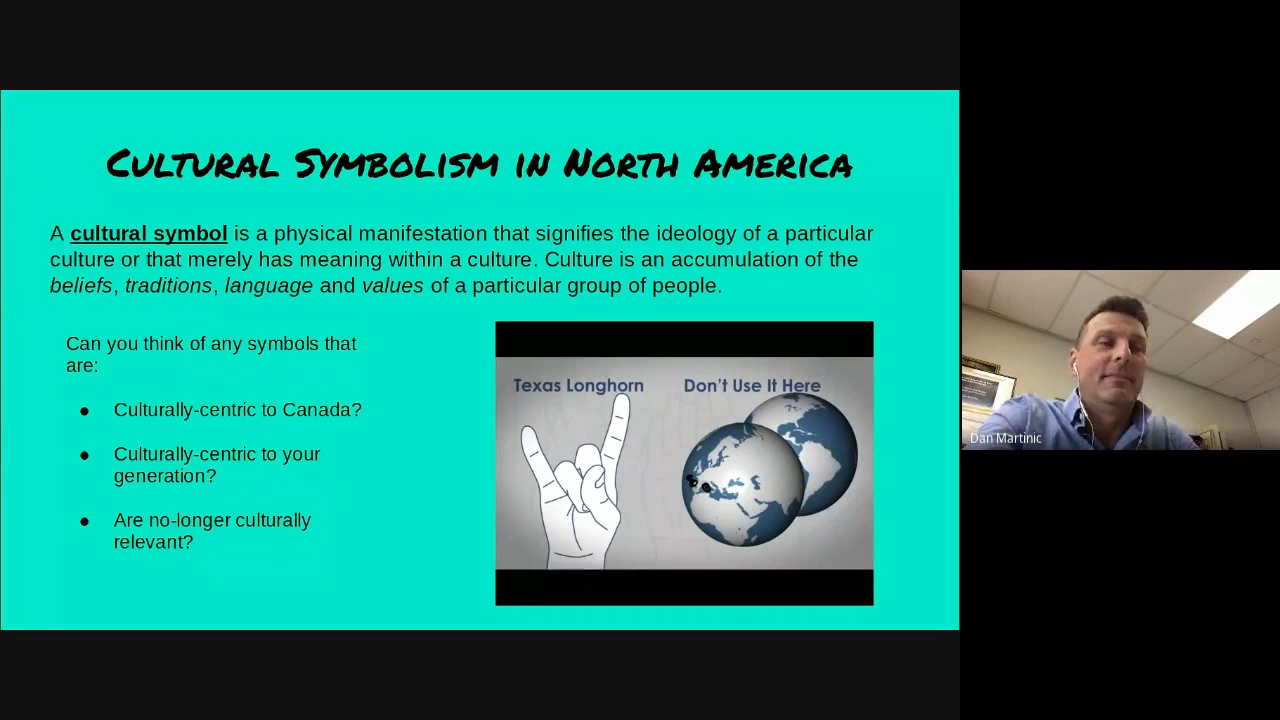 Cultural Symbolism in North America
A cultural symbol is a physical manifestation that signifies the ideology of a particular
culture or that merely has meaning within a culture. Culture is an accumulation of the
beliefs, traditions, language and values of a particular group of people.
Can you think of any symbols that
are:
● Culturally-centric to Canada?
● Culturally-centric to your
generation?
● Are no-longer culturally
relevant?
Texas Longhorn
Don't Use It Here
Dan Martinic